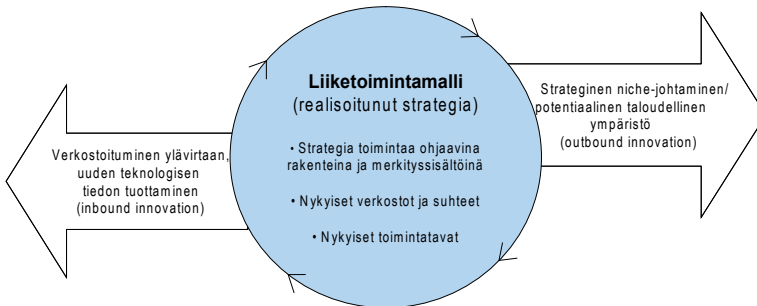 Liiketoimintamalli
(realisoitunut strategia)
• Strategia toimintaa ohjaavina
rakenteina ja merkityssisältöinä
• Nykyiset verkostot ja suhteet
• Nykyiset toimintatavat
Verkostoituminen ylävirtaan,
uuden teknologisen
tiedon tuottaminen
(inbound innovation)
Strateginen niche-johtaminen/
potentiaalinen taloudellinen
ympäristö
(outbound innovation)